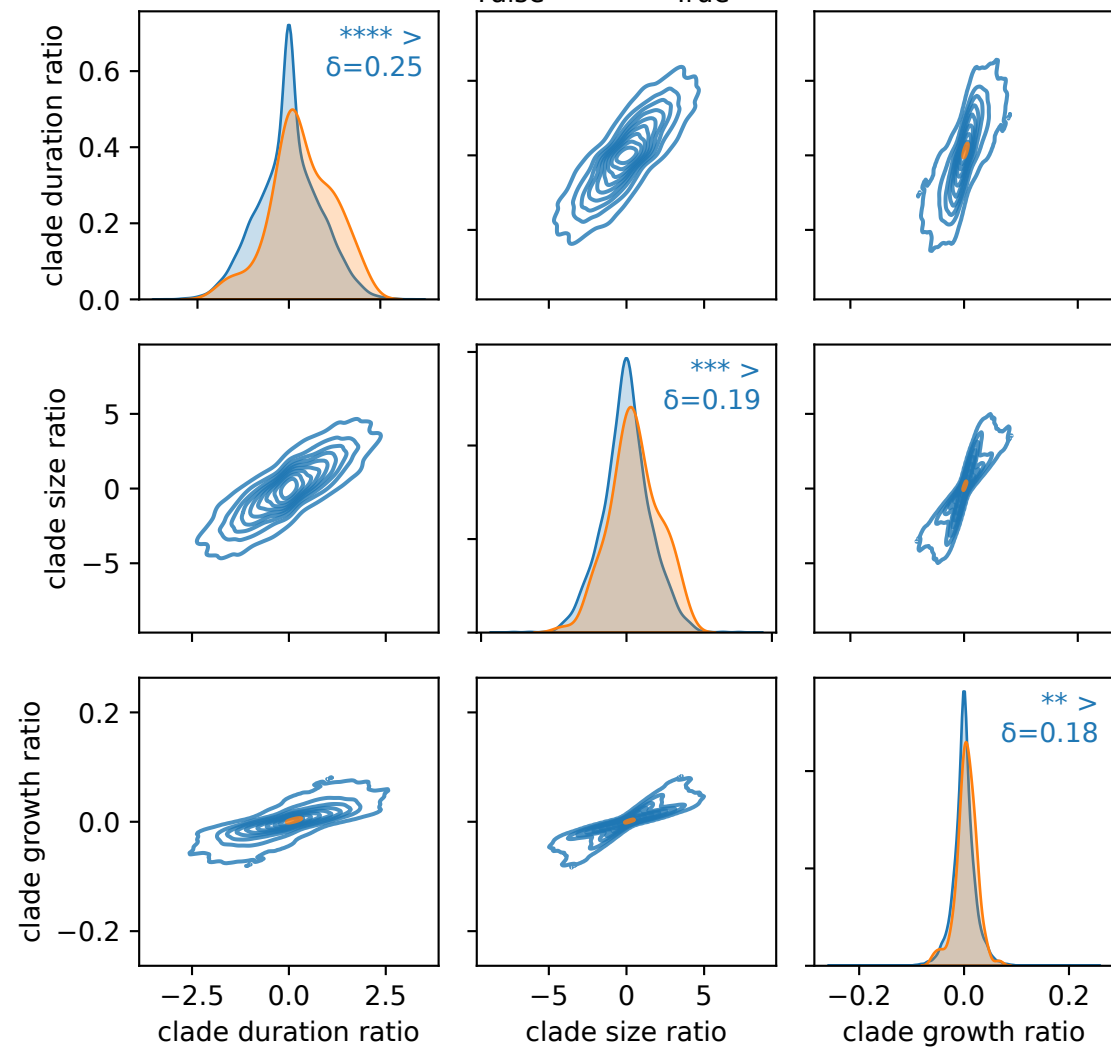 True
clade duration ratio
0.6
0.4
0.2
0.0
**** >
δ=0.25
clade size ratio
5
0
−5
*** >
δ=0.19
clade growth ratio
0.2
0.0
−0.2
** >
δ=0.18
−2.5 0.0 2.5
−5 0 5
−0.2 0.0 0.2
clade duration ratio
clade size ratio
clade growth ratio